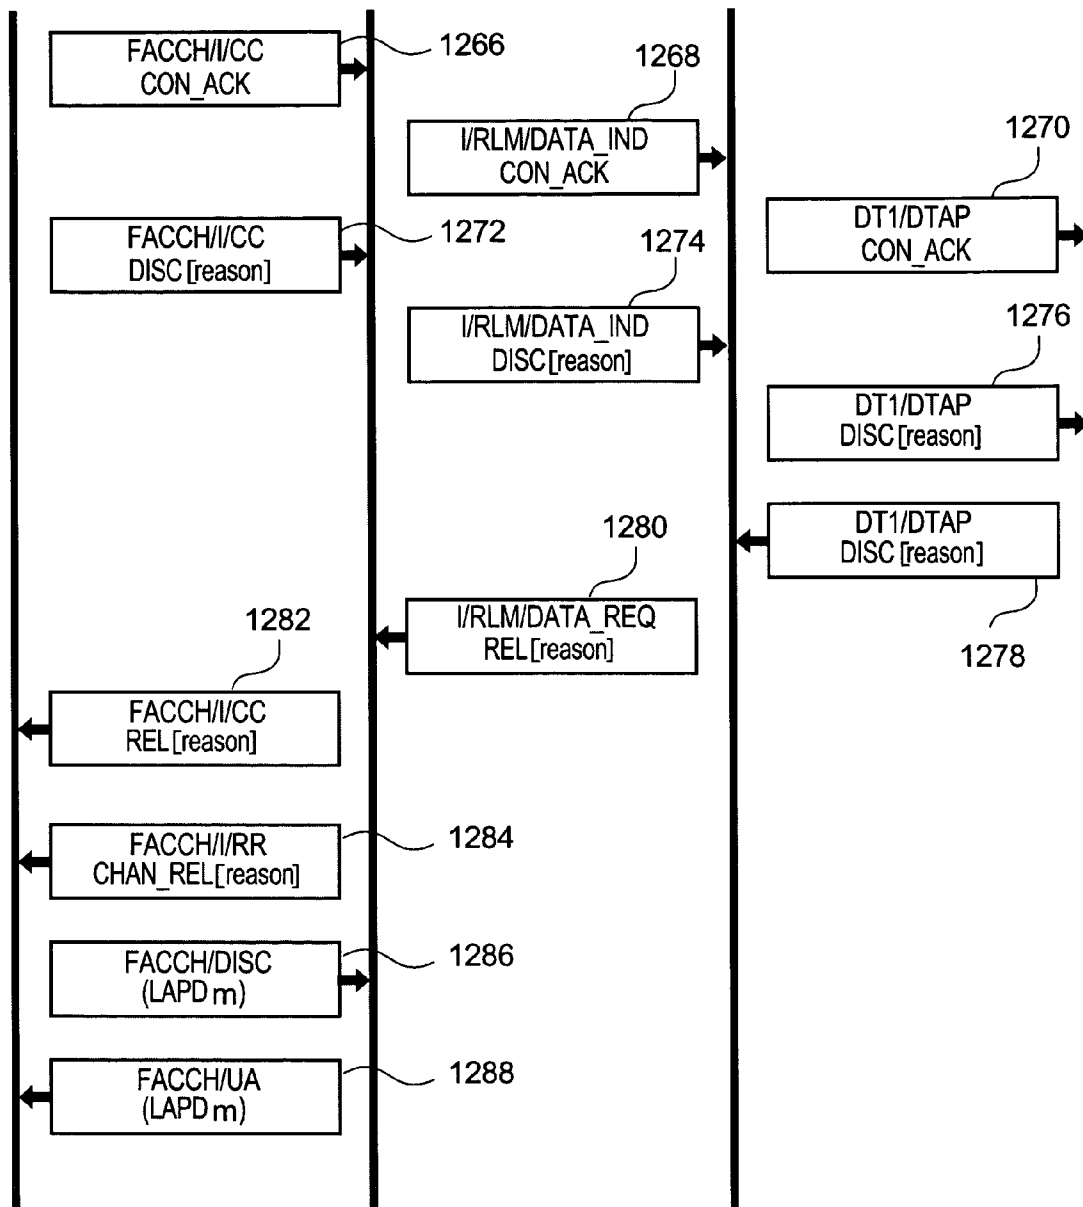 FACCH/I/CC
CON_ACK
1266
I/RLM/DATA_IND
CON_ACK
1268
DT1/DTAP
CON_ACK
1270
FACCH/I/CC
DISC[reason]
1272
I/RLM/DATA_IND
DISC[reason]
1274
DT1/DTAP
DISC[reason]
1276
DT1/DTAP
DISC[reason]
1278
I/RLM/DATA_REQ
REL[reason]
1280
FACCH/I/CC
REL[reason]
1282
FACCH/I/RR
CHAN_REL[reason]
1284
FACCH/DISC
(LAPDm)
1286
FACCH/UA
(LAPDm)
1288